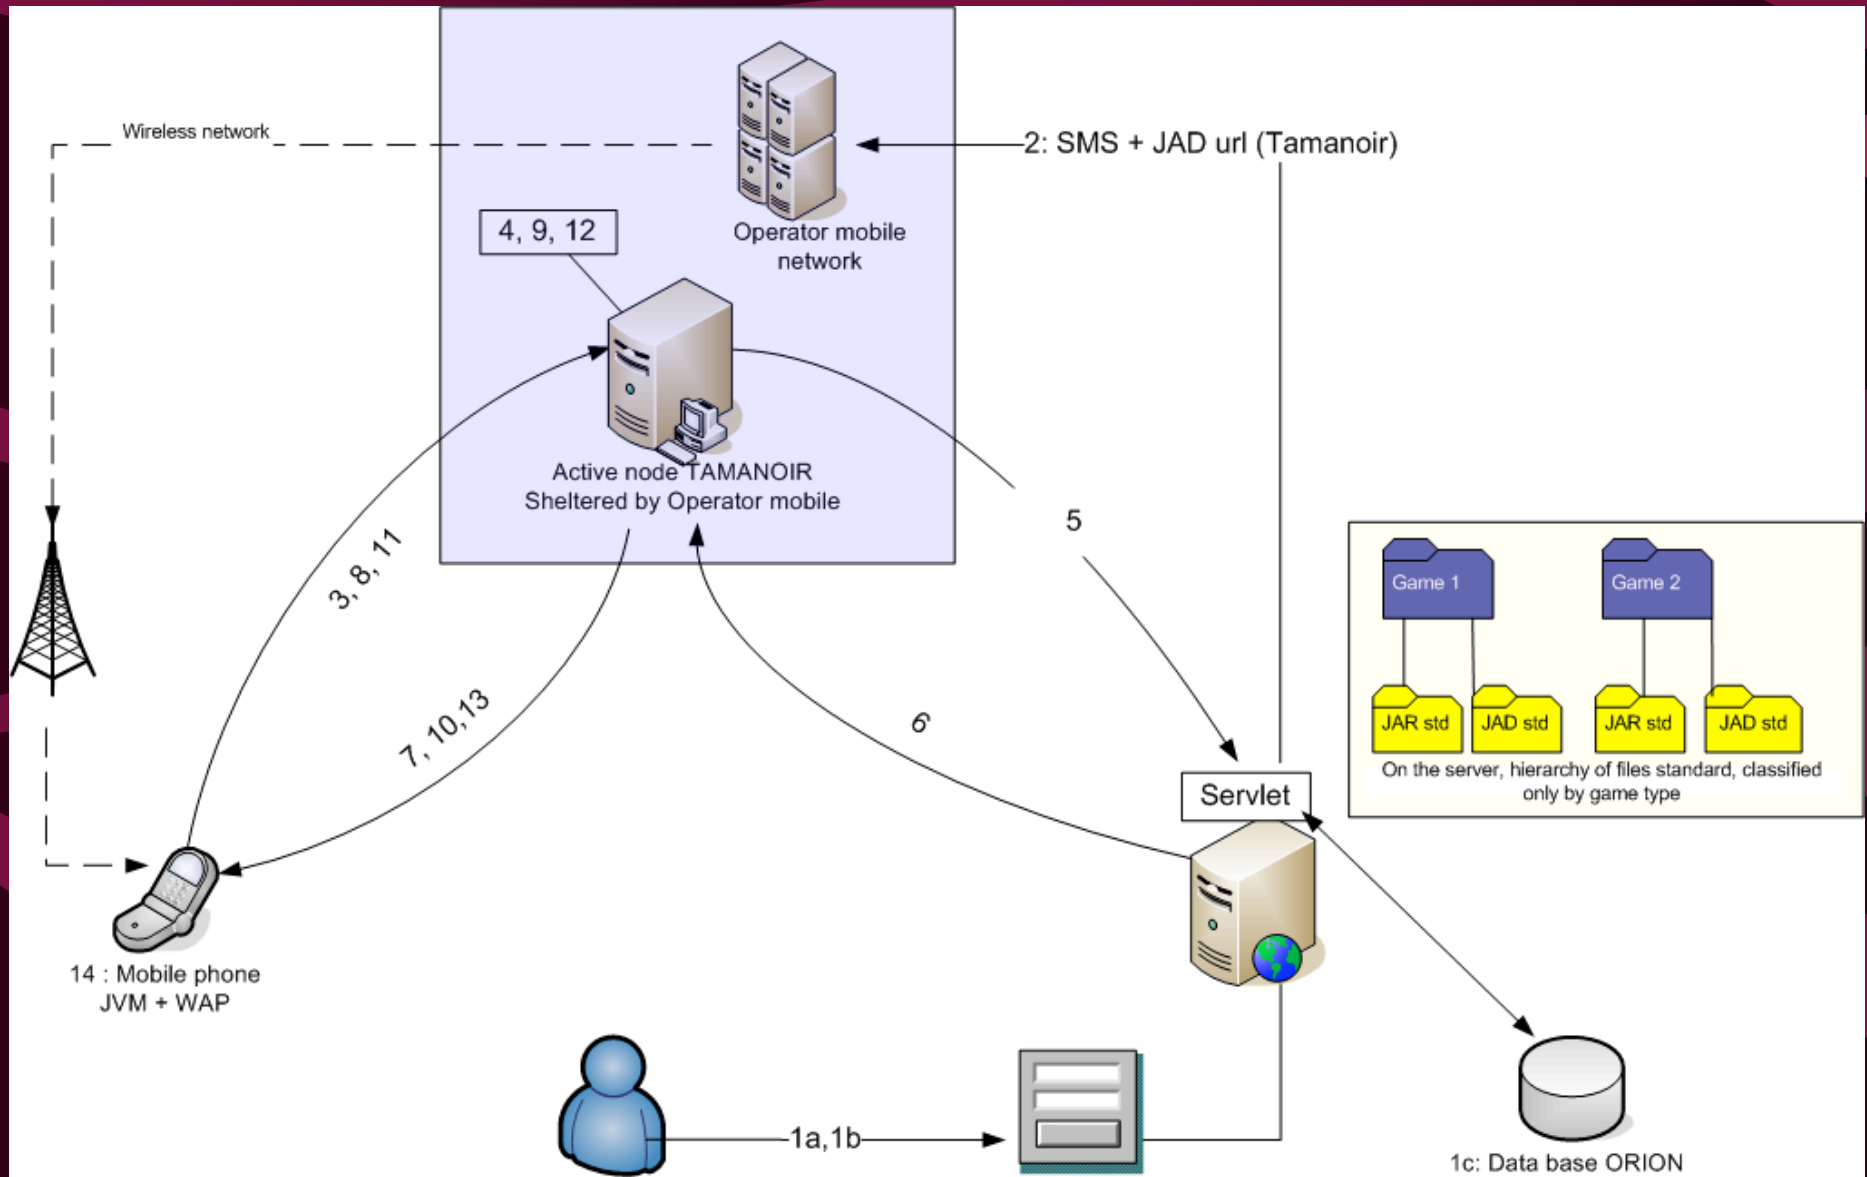 Wireless network
2: SMS + JAD url (Tamanoir)
4, 9, 12
Operator mobile
network
Active node TAMANOIR
Sheltered by Operator mobile
3, 8, 11
5
7, 10,13
6
Game 1
Game 2
JAR std
JAD std
JAR std
JAD std
On the server, hierarchy of files standard, classified
only by game type
Servlet
14 : Mobile phone
JVM + WAP
1a,1b
1c: Data base ORION